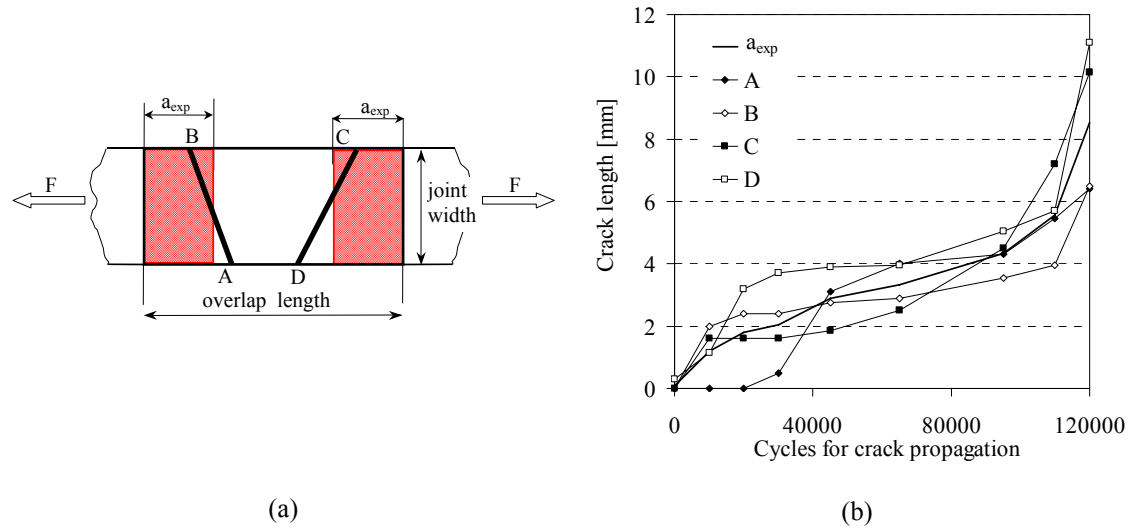 a_exp
a_exp
B
C
F
F
joint
width
A
D
overlap length
(a)
12
10
8
6
4
2
0
Crack length [mm]
a_exp
A
B
C
D
0
40000
80000
120000
Cycles for crack propagation
(b)